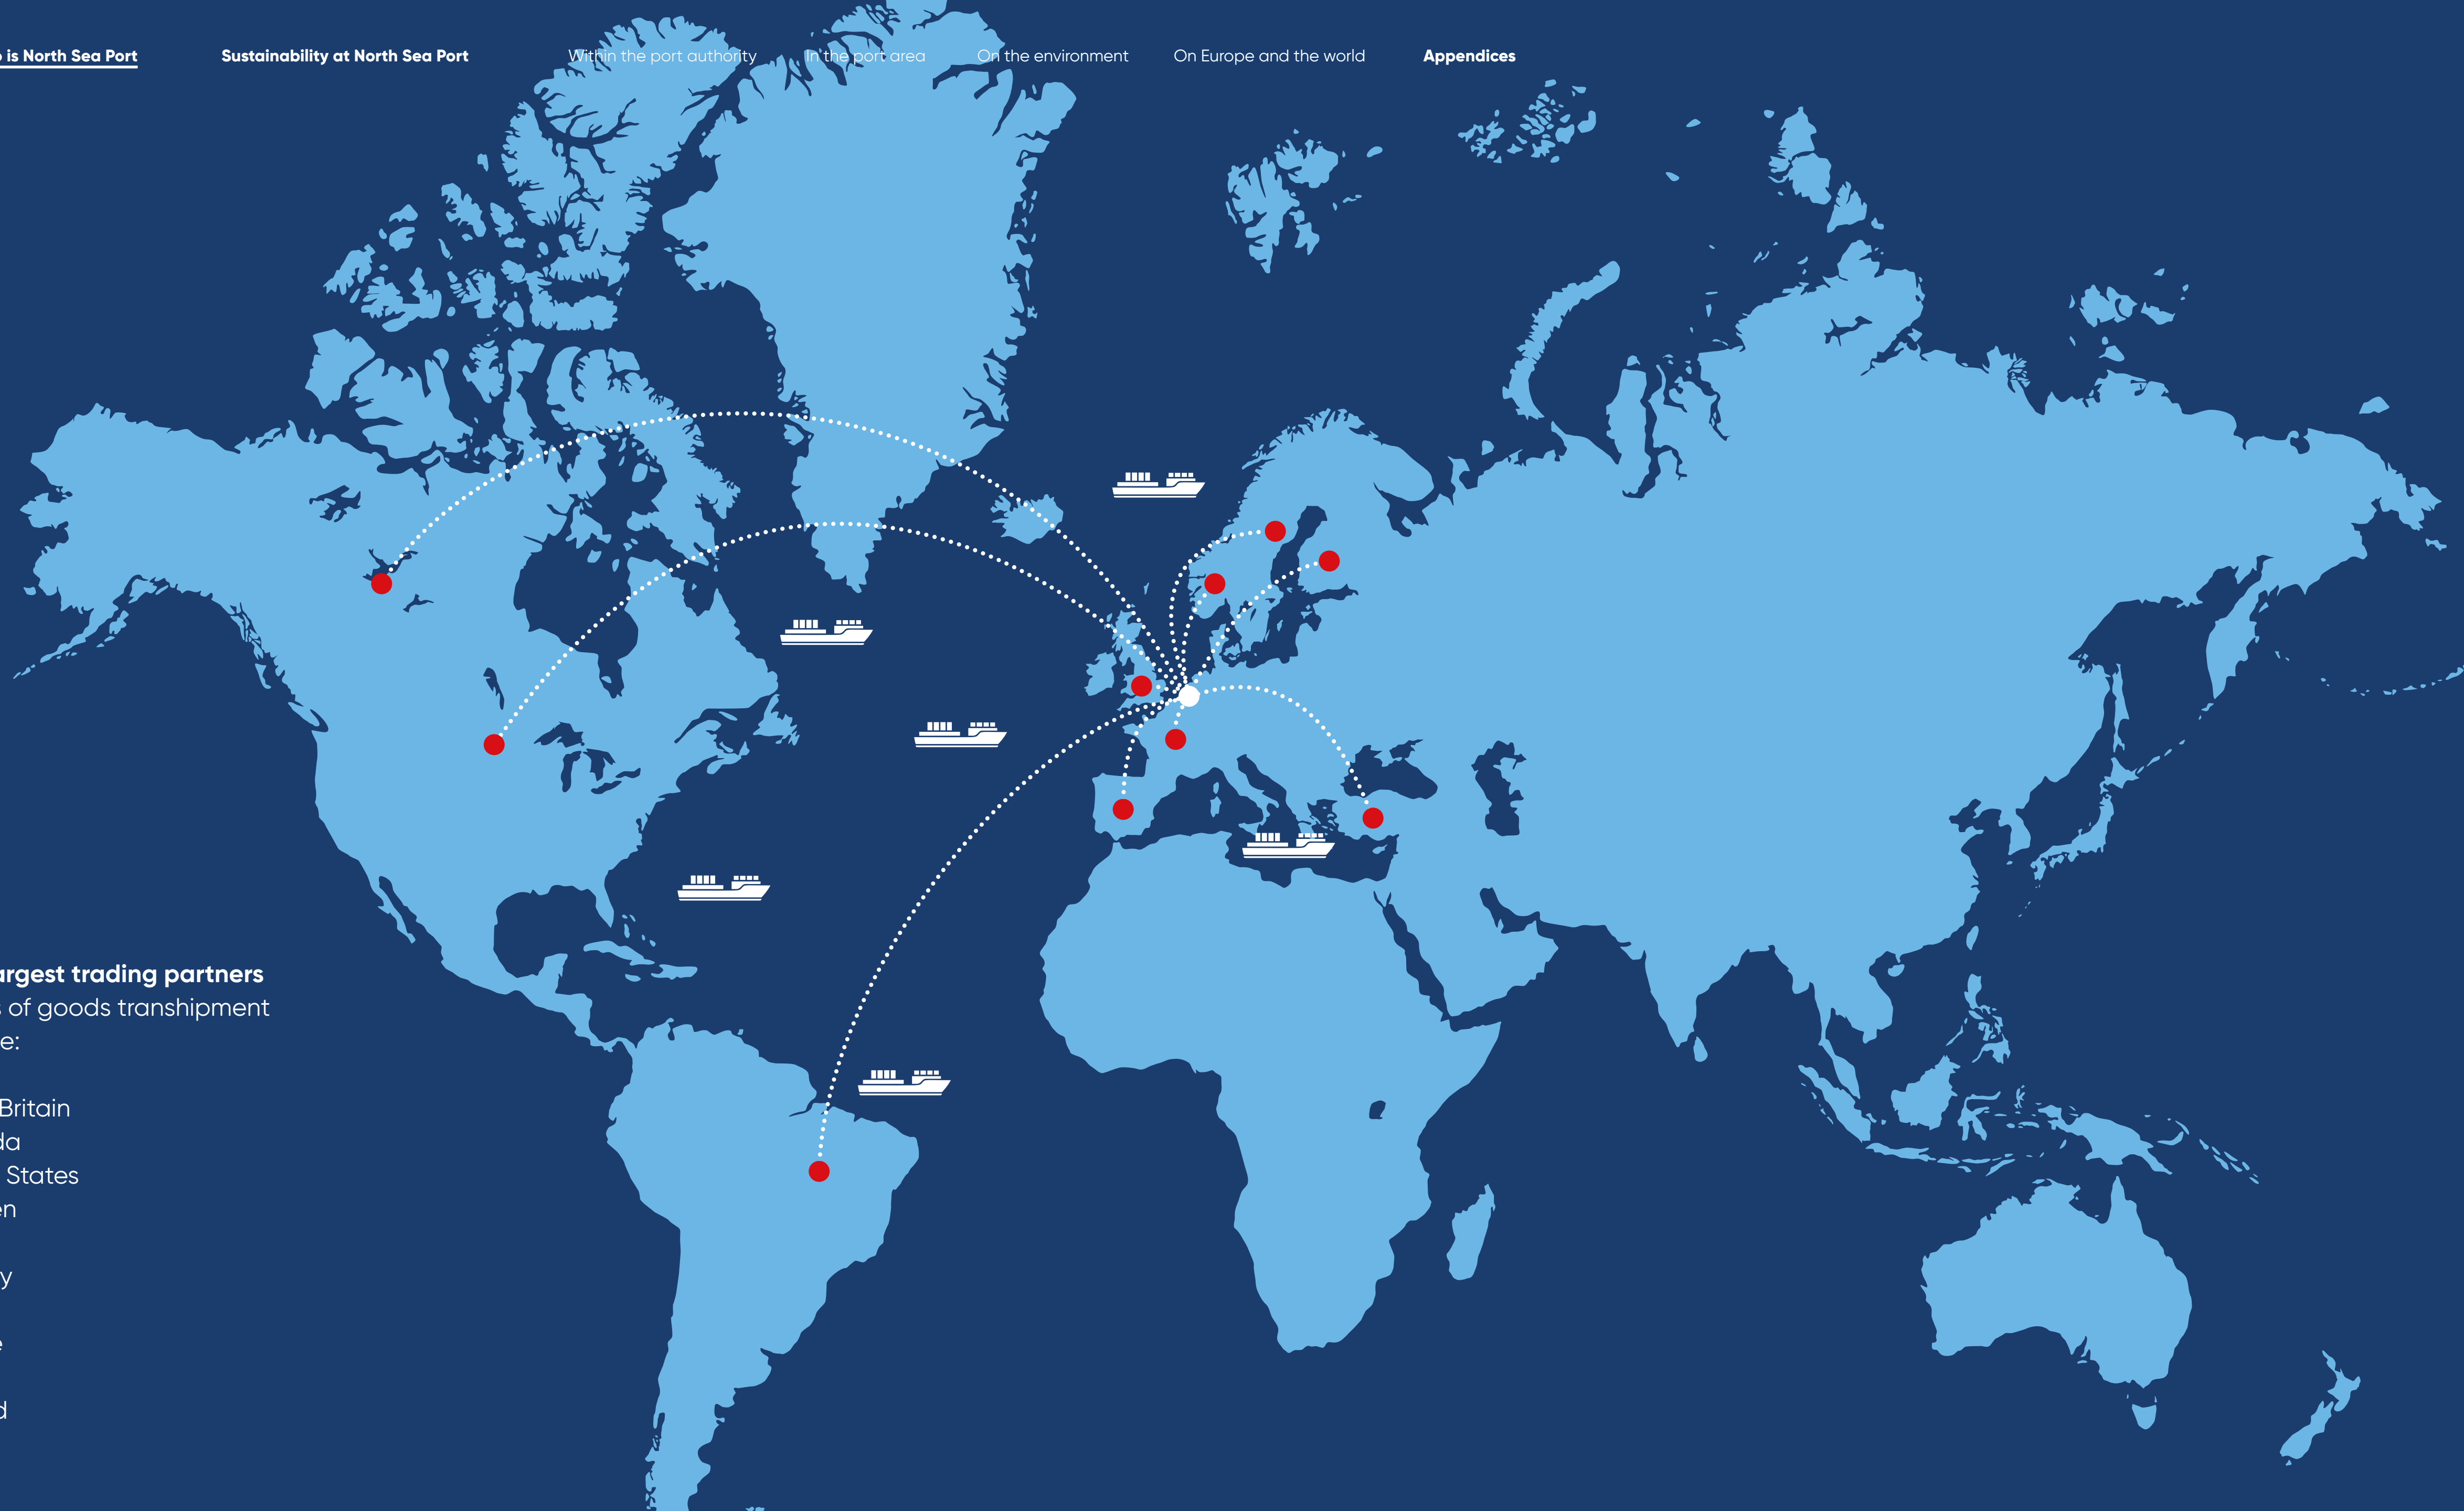 is North Sea Port Sustainability at North Sea Port Within the port authority In the port area On the environment On Europe and the world Appendices
argest trading partners
of goods transhipment
e:
Britain
da
States
en
y
e
d